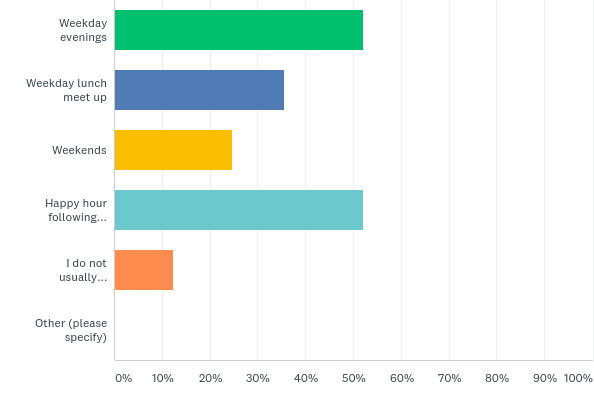 Weekday
evenings
Weekday lunch
meet up
Weekends
Happy hour
following...
I do not
usually...
Other (please
specify)
0% 10% 20% 30% 40% 50% 60% 70% 80% 90% 100%